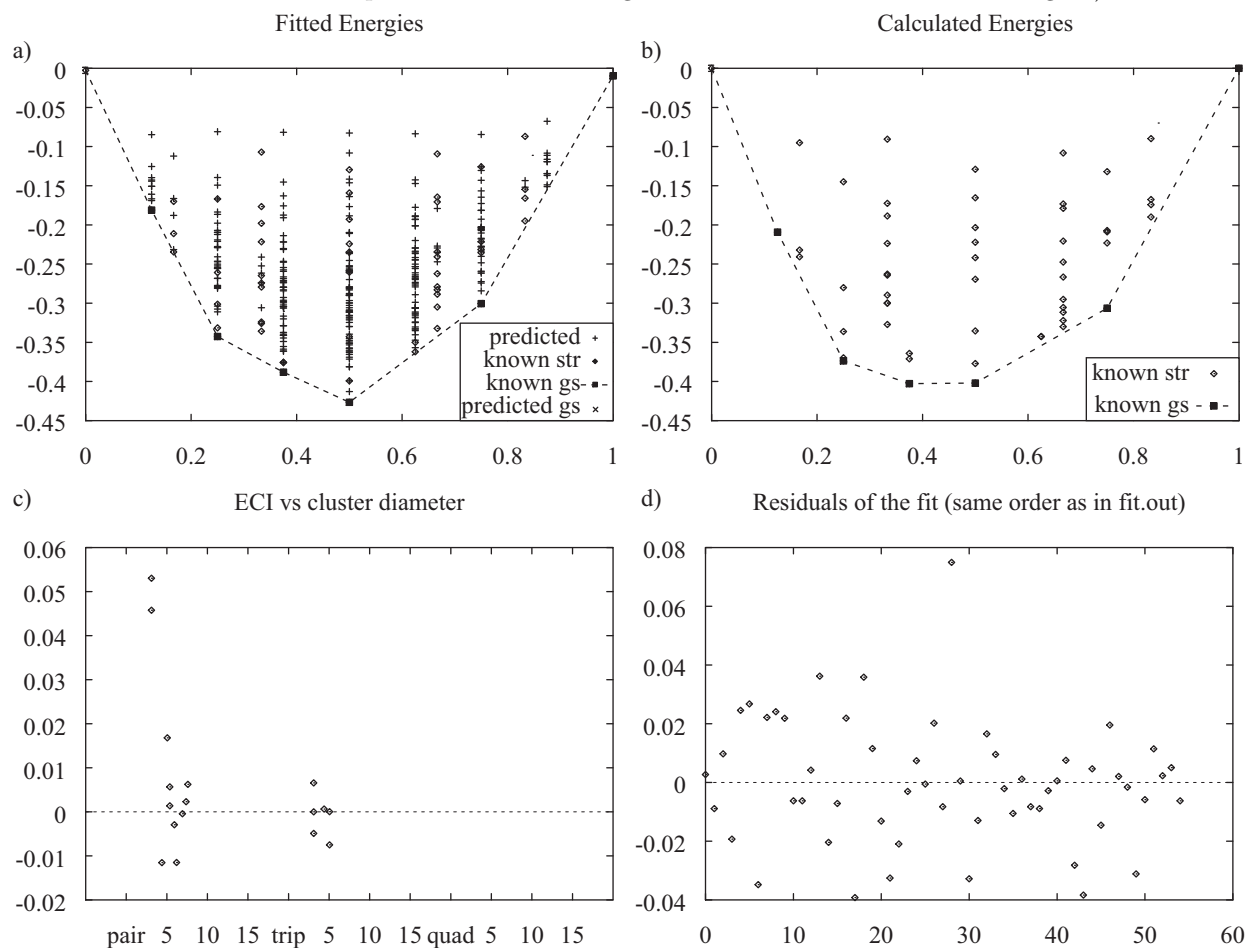 Fitted Energies
a)
0
-0.05
-0.1
-0.15
-0.2
-0.25
-0.3
-0.35
-0.4
-0.45
0 0.2 0.4 0.6 0.8 1
predicted
known str
known gs
predicted gs
Calculated Energies
b)
0
-0.05
-0.1
-0.15
-0.2
-0.25
-0.3
-0.35
-0.4
-0.45
0 0.2 0.4 0.6 0.8 1
known str
known gs
c)
ECI vs cluster diameter
0.06
0.05
0.04
0.03
0.02
0.01
0
-0.01
-0.02
pair 5 10 15 trip 5 10 15 quad 5 10 15
d)
Residuals of the fit (same order as in fit.out)
0.08
0.06
0.04
0.02
0
-0.02
-0.04
0 10 20 30 40 50 60